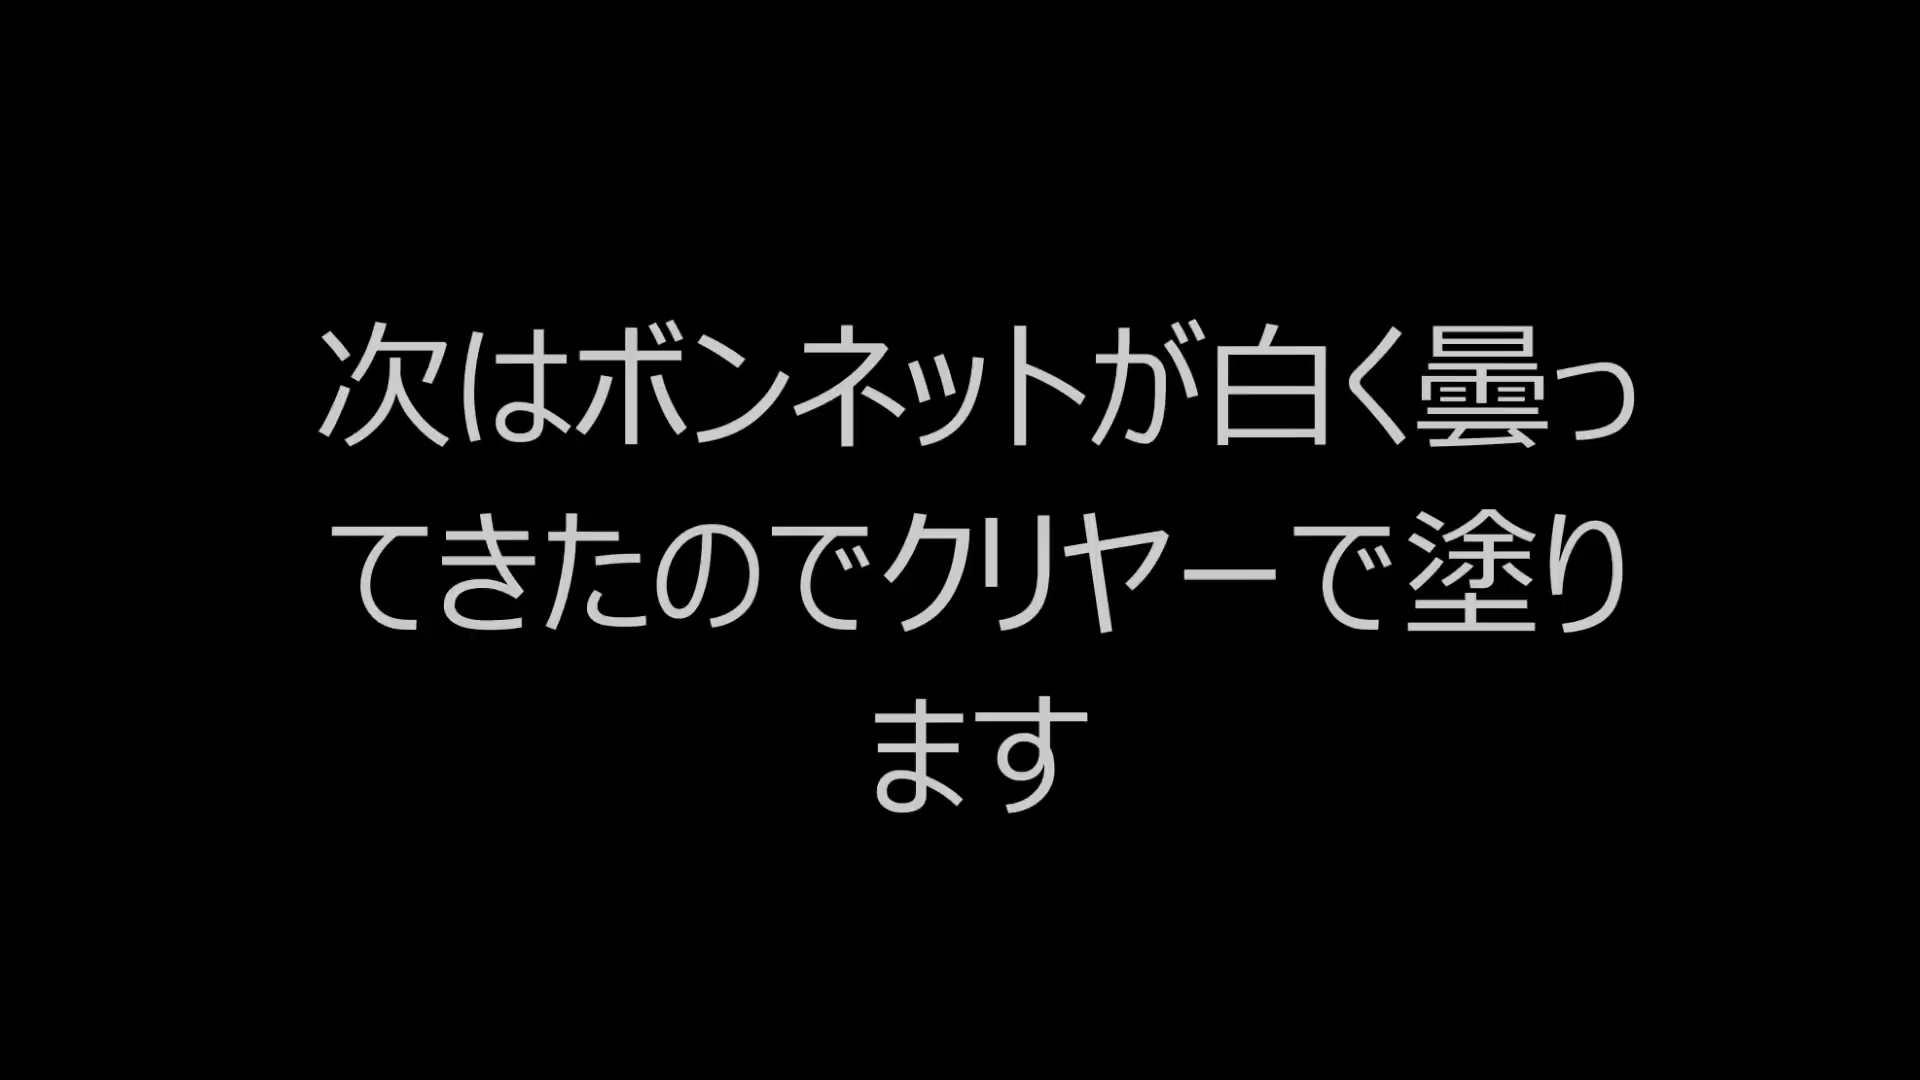 次はボンネットが白く曇っ
てきたのでクリヤーで塗り
ます